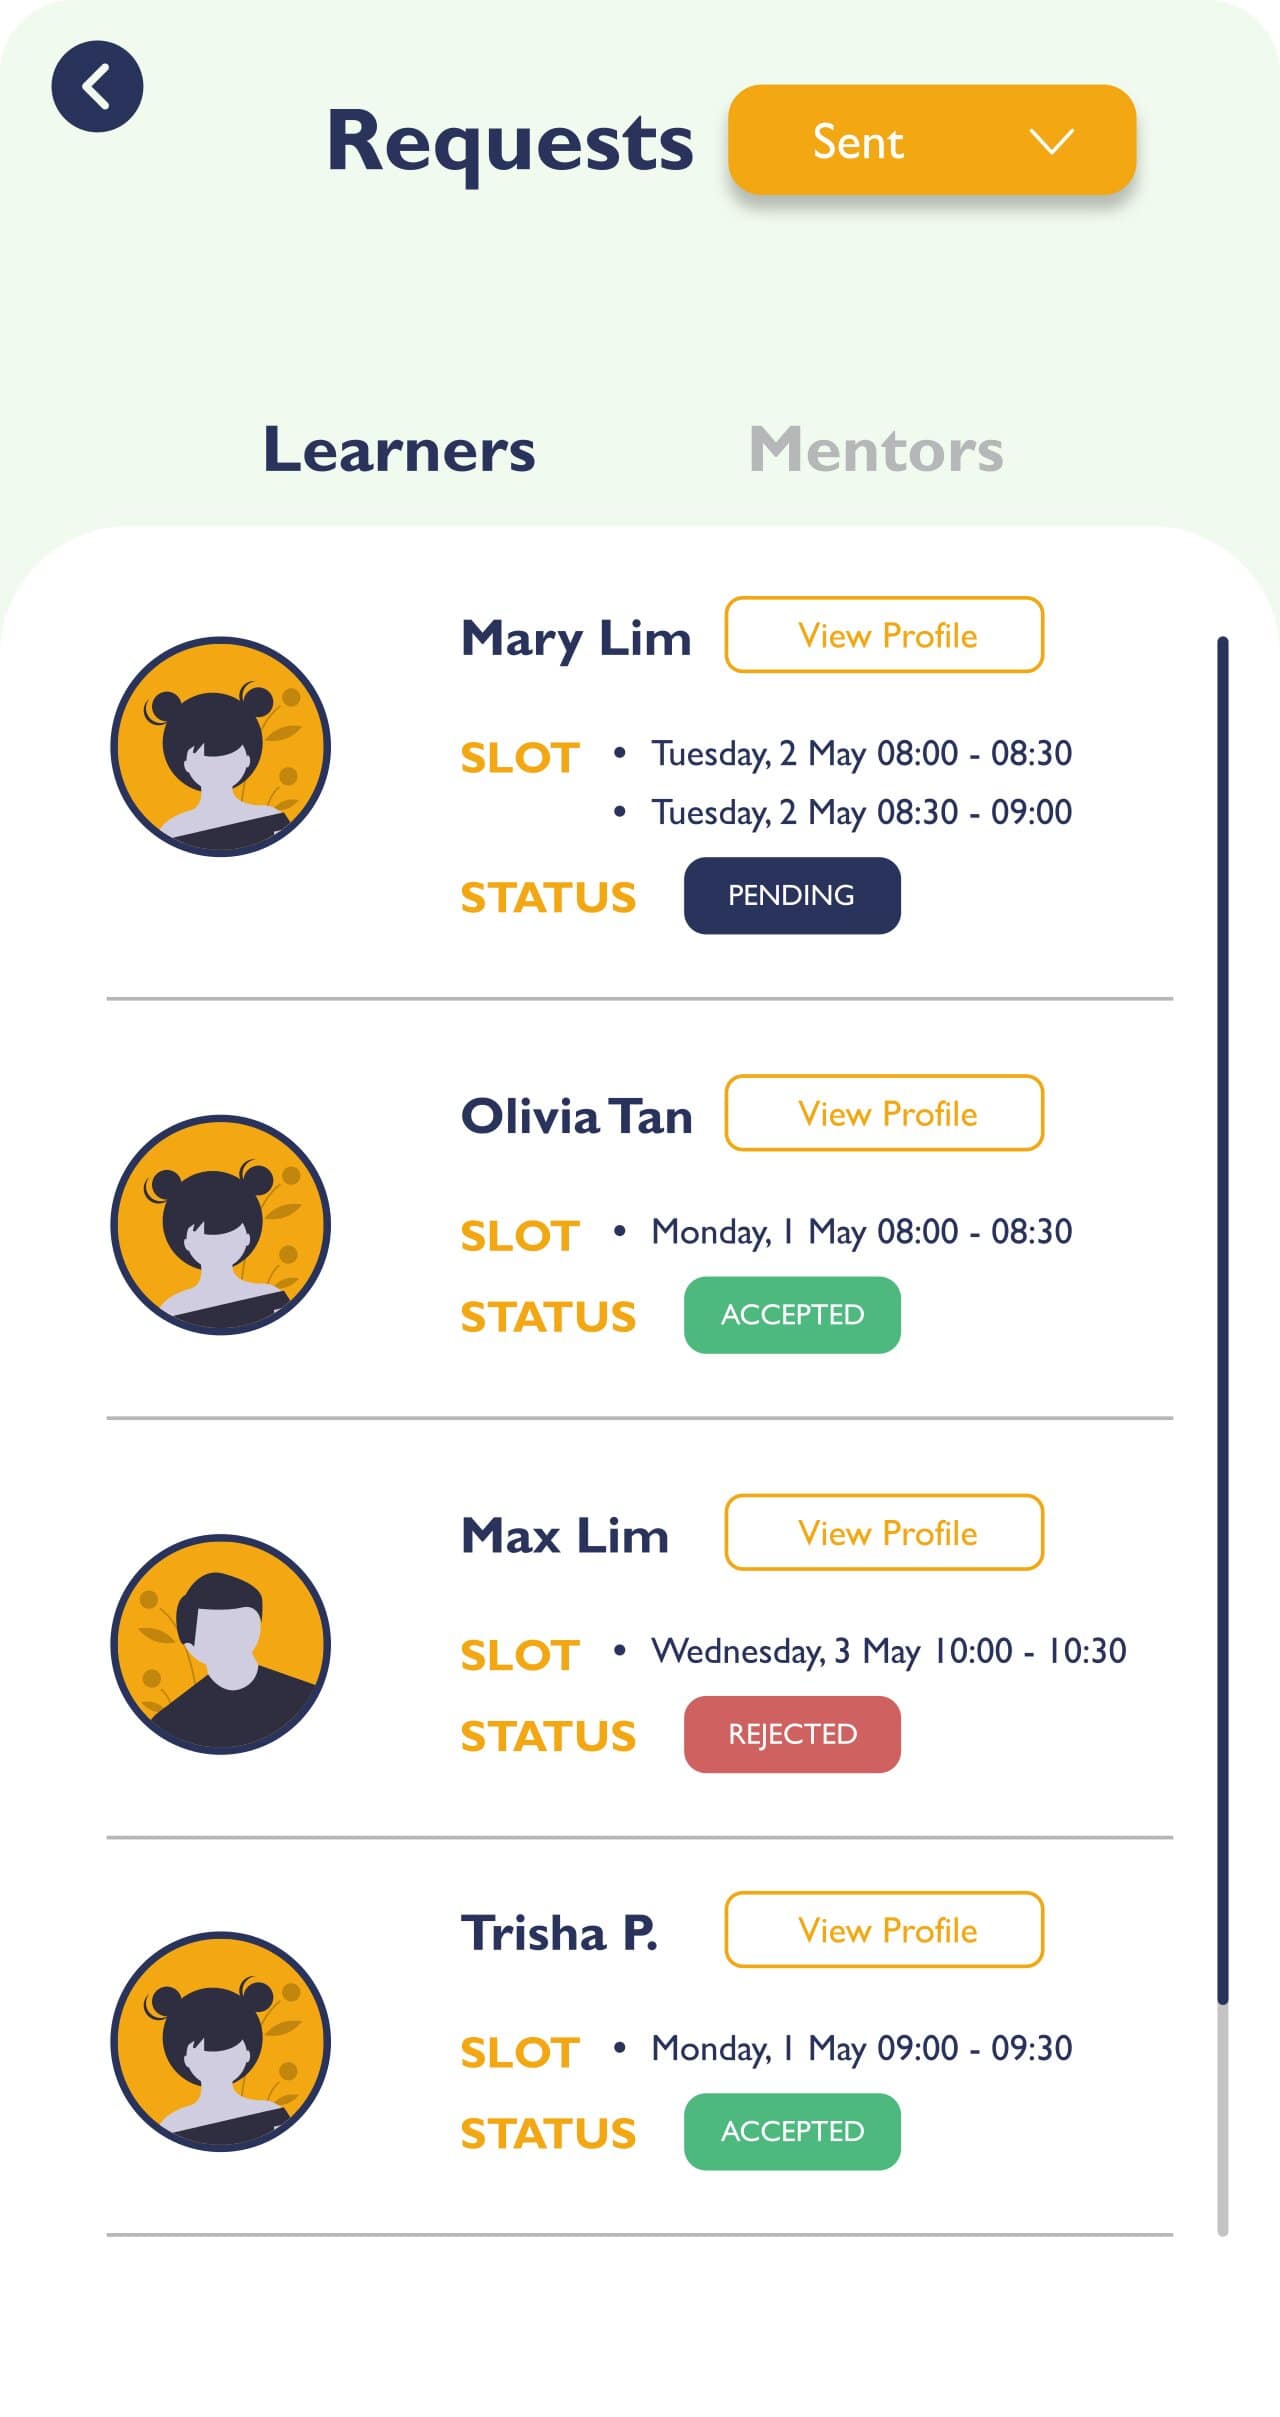 Requests
Sent
Learners
Mentors
Mary Lim
View Profile
SLOT
• Tuesday, 2 May 08:00 - 08:30
• Tuesday, 2 May 08:30 - 09:00
STATUS
PENDING
Olivia Tan
View Profile
SLOT
• Monday, 1 May 08:00 - 08:30
STATUS
ACCEPTED
Max Lim
View Profile
SLOT
• Wednesday, 3 May 10:00 - 10:30
STATUS
REJECTED
Trisha P.
View Profile
SLOT
• Monday, 1 May 09:00 - 09:30
STATUS
ACCEPTED